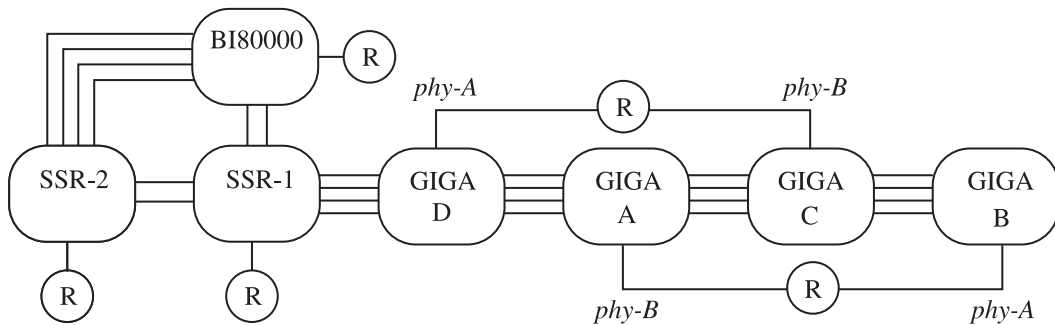 BI80000
R
phy-A
R
phy-B
SSR-2
SSR-1
GIGA
D
GIGA
A
GIGA
C
GIGA
B
R
R
phy-B
R
phy-A